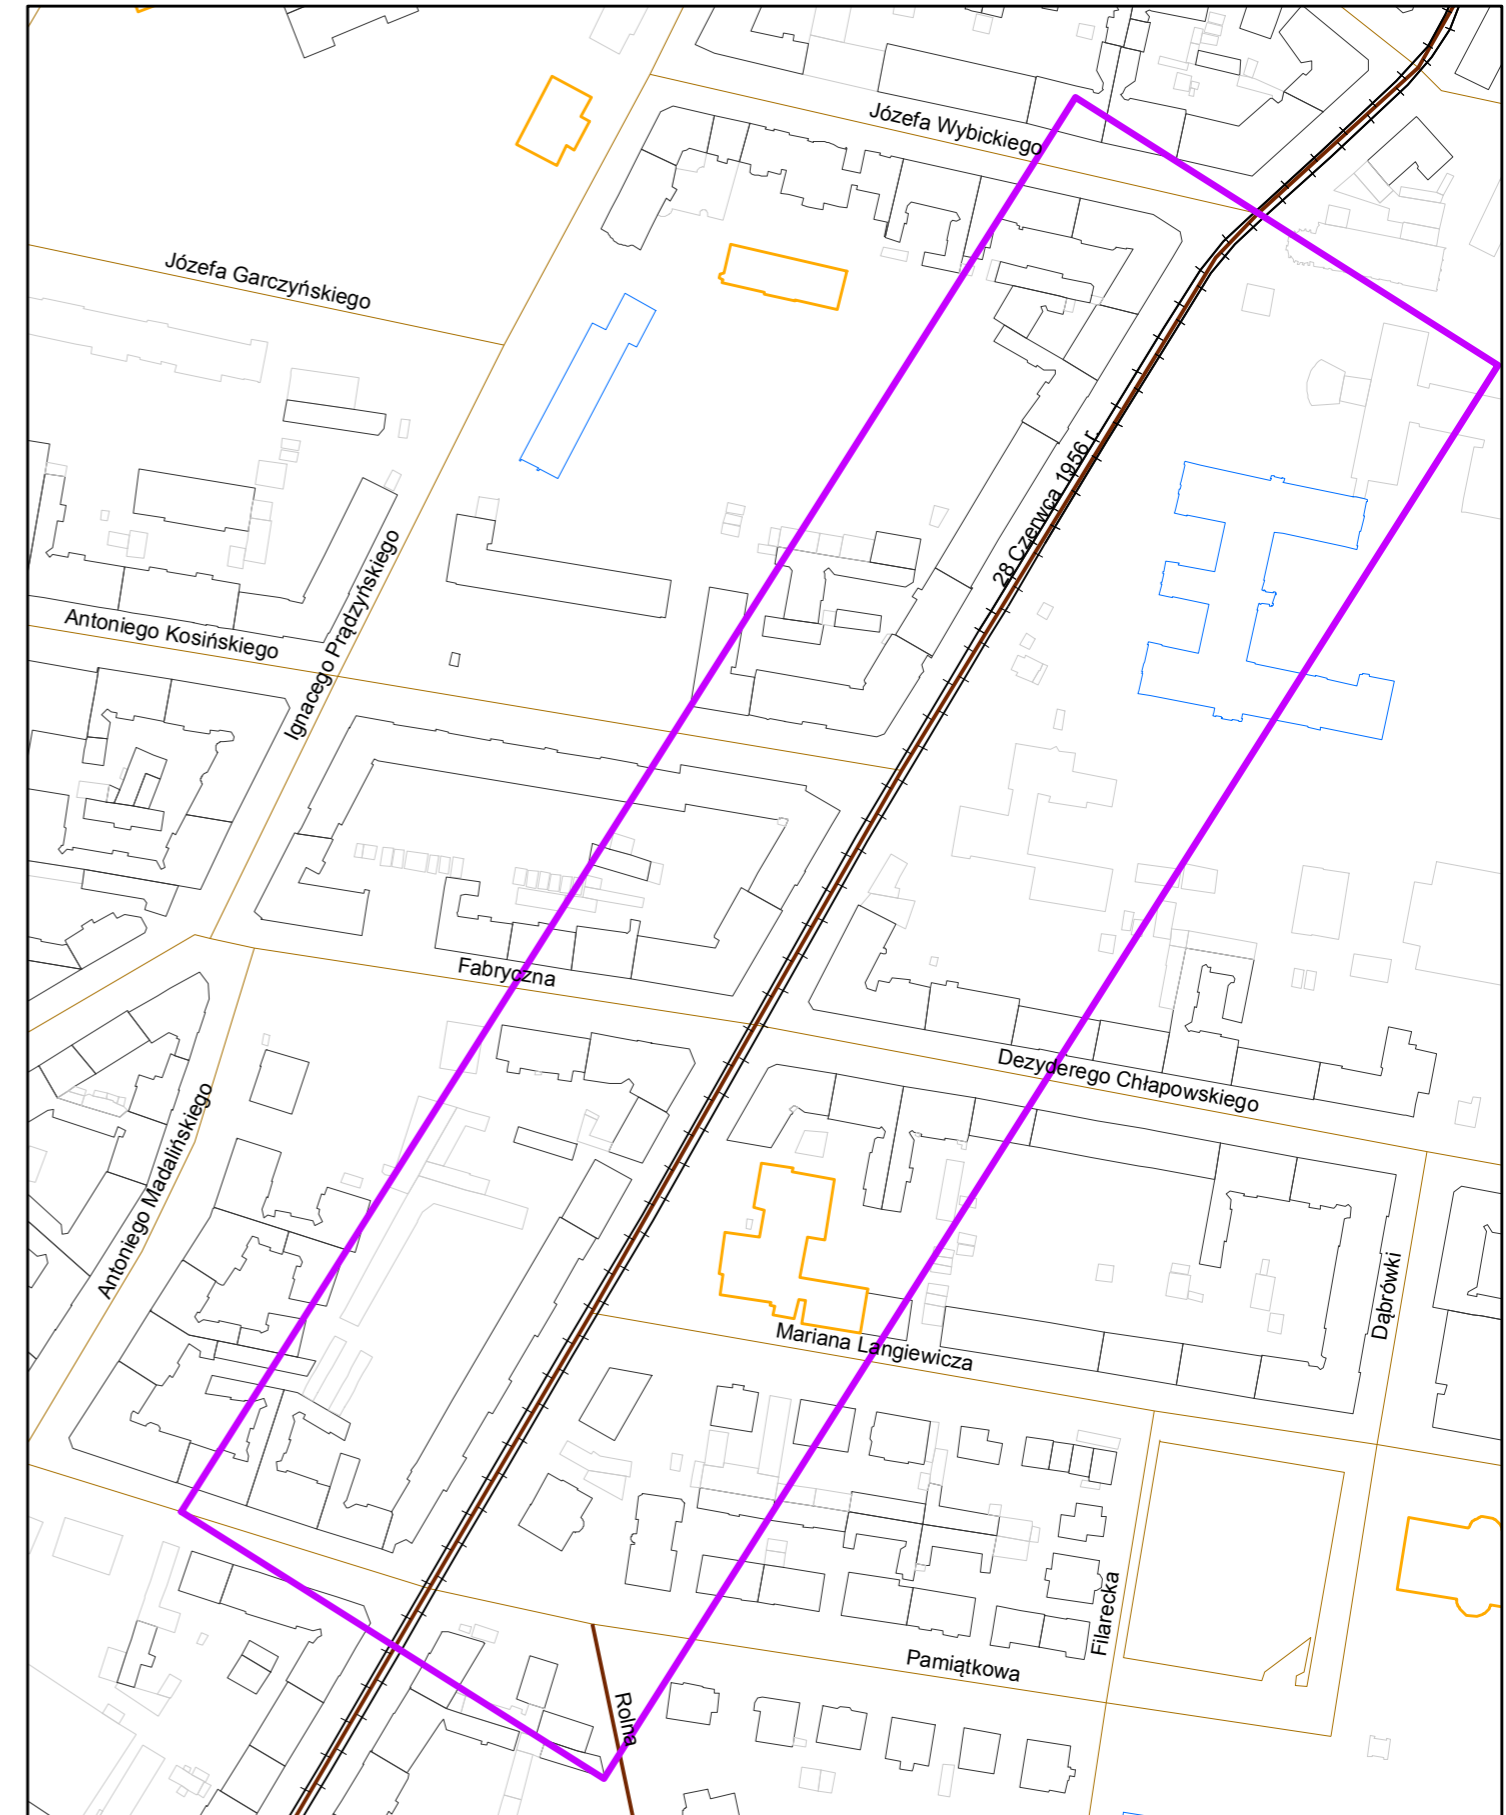 Józefa Wybickiego
Józefa Garczyńskiego
28 Czerwca 1956 r.
Ignacego Prądzyńskiego
Antoniego Kosińskiego
Fabryczna
Dezyderego Chłapowskiego
Antoniego Madalińskiego
Dąbrówki
Mariana Langiewicza
Filarecka
Pamiątkowa
Rolna